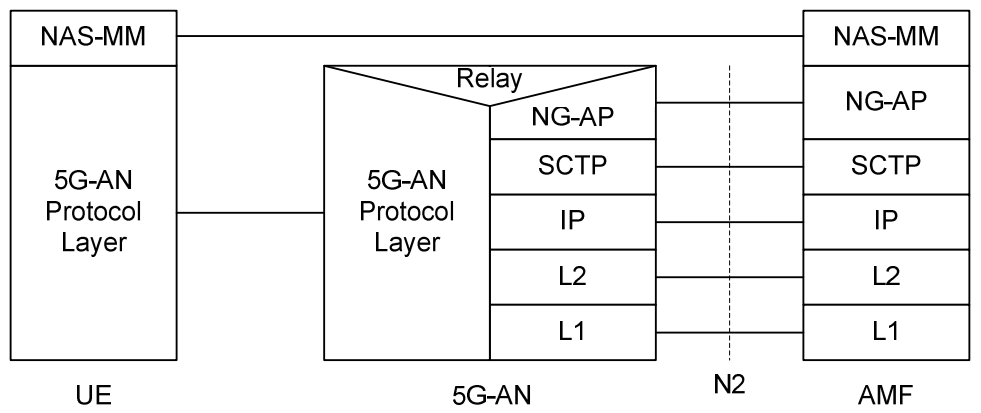 NAS-MM
NAS-MM
Relay
NG-AP
NG-AP
SCTP
SCTP
5G-AN
Protocol
Layer
5G-AN
Protocol
Layer
IP
IP
L2
L2
L1
L1
UE
5G-AN
N2
AMF